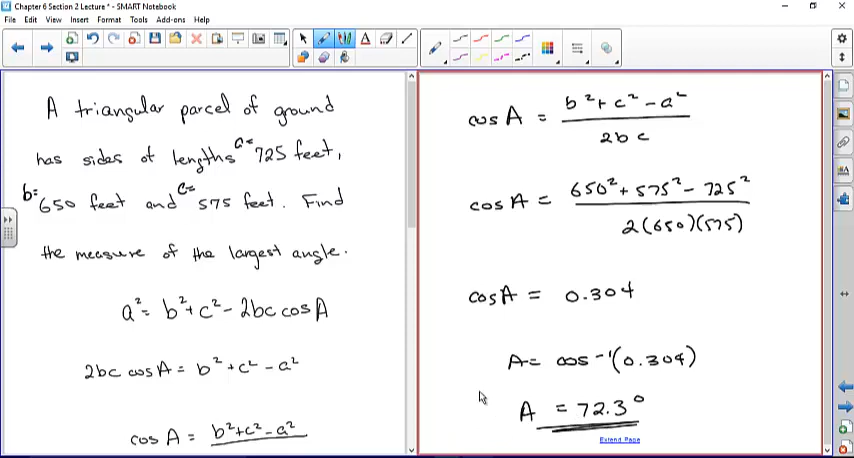 Chapter 6 Section 2 Lecture * - SMART Notebook
File Edit View Insert Format Tools Add-ons Help
A triangular parcel of ground
has sides of lengths a= 725 feet,
b= 650 feet and c= 575 feet. Find
the measure of the largest angle.
a² = b² + c² - 2bc cos A
2bc cos A = b² + c² - a²
cos A = b² + c² - a²
cos A = b² + c² - a²
2bc
cos A = 650² + 575² - 725²
2(650)(575)
cos A = 0.304
A = cos⁻¹(0.304)
A = 72.3°
Extend Page